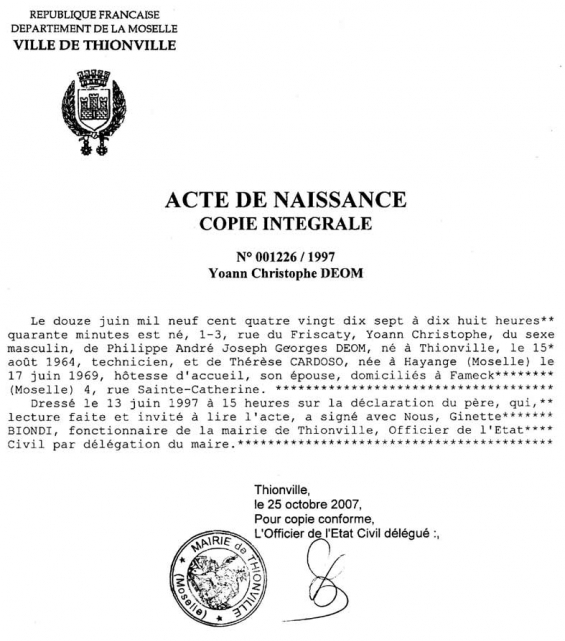 REPUBLIQUE FRANCAISE
DEPARTEMENT DE LA MOSELLE
VILLE DE THIONVILLE
ACTE DE NAISSANCE
COPIE INTEGRALE
N° 001226 / 1997
Yoann Christophe DEOM
Le douze juin mil neuf cent quatre vingt dix sept à dix huit heures**
quarante minutes est né, 1-3, rue du Friscaty, Yoann Christophe, du sexe
masculin, de Philippe André Joseph Georges DEOM, né à Thionville, le 15*
août 1964, technicien, et de Thérèse CARDOSO, née à Hayange (Moselle) le
17 juin 1969, hôtesse d'accueil, son épouse, domiciliés à Fameck********
(Moselle) 4, rue Sainte-Catherine. *************************************
Dressé le 13 juin 1997 à 15 heures sur la déclaration du père, qui,**
lecture faite et invité à lire l'acte, a signé avec Nous, Ginette*******
BIONDI, fonctionnaire de la mairie de Thionville, Officier de l'Etat****
Civil par délégation du maire.******************************************
Thionville,
le 25 octobre 2007,
Pour copie conforme,
L'Officier de l'Etat Civil délégué :,
MAIRIE de THIONVILLE
(Moselle)